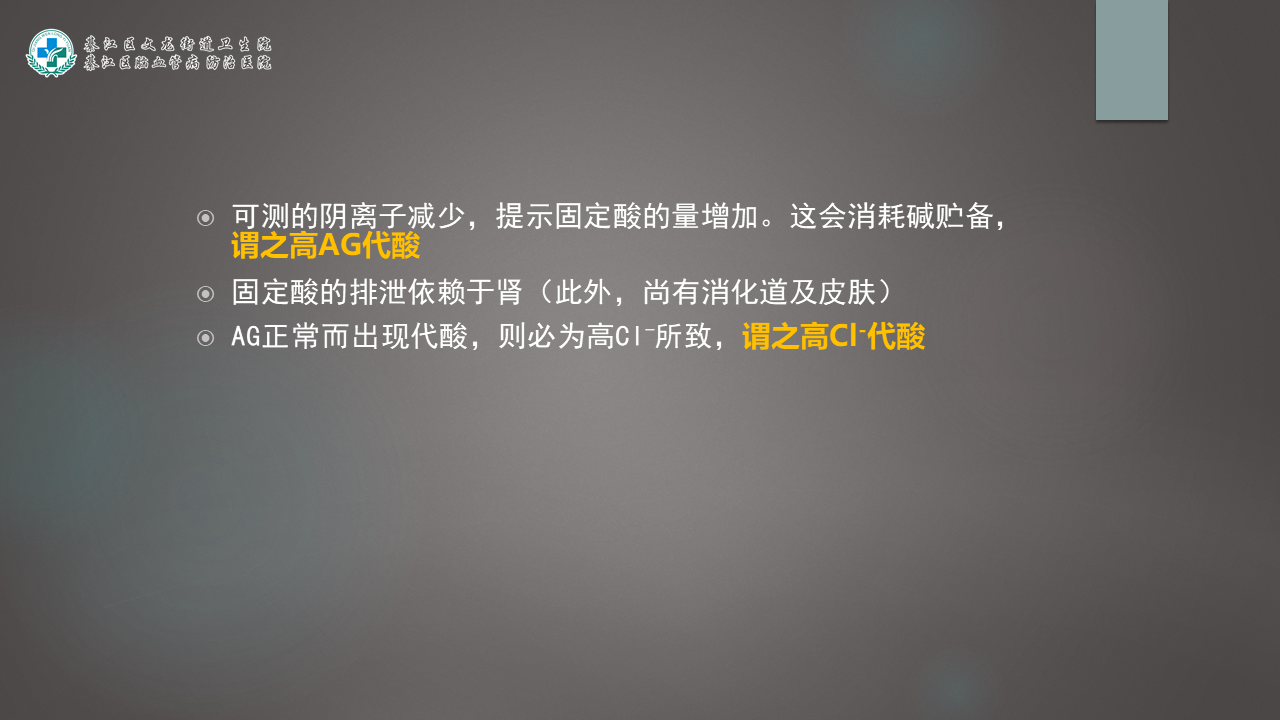 綦江区文龙街道卫生院
綦江区脑血管病防治医院
可测的阴离子减少，提示固定酸的量增加。这会消耗碱贮备，
谓之高AG代酸
固定酸的排泄依赖于肾（此外，尚有消化道及皮肤）
AG正常而出现代酸，则必为高Cl⁻所致，谓之高Cl⁻代酸